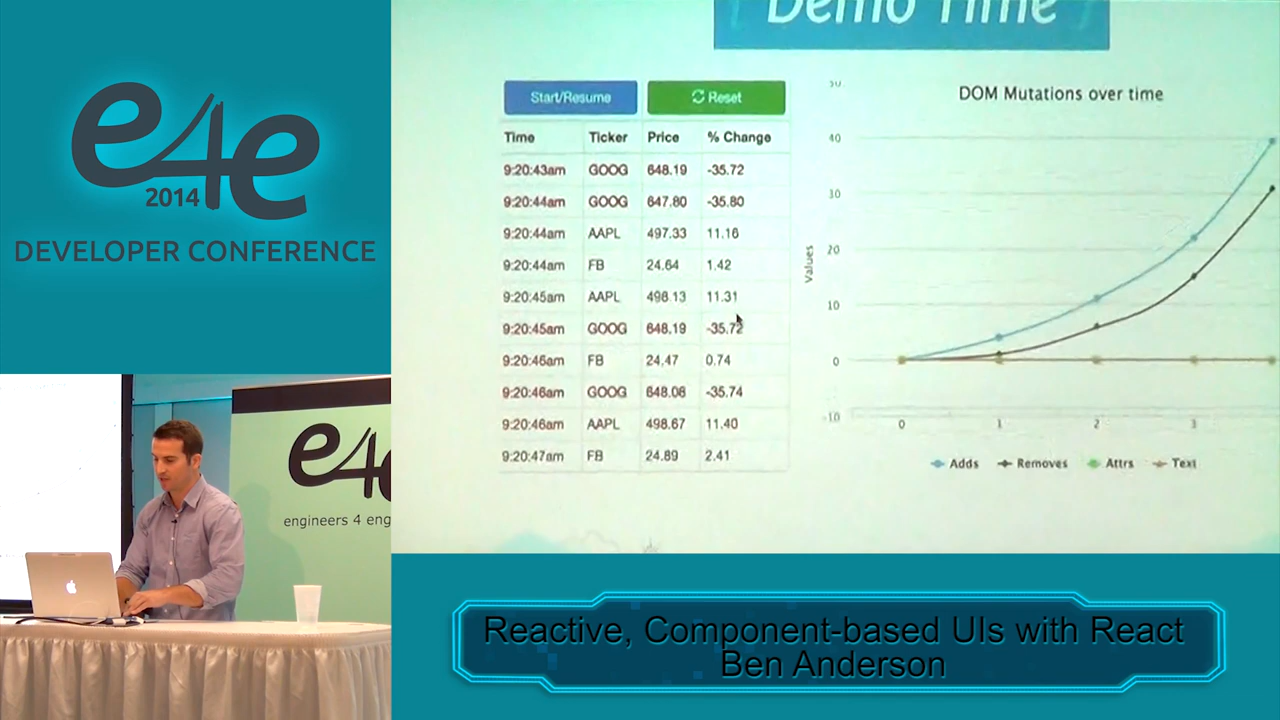 e4e
2014
DEVELOPER CONFERENCE
Demo Time
Start/Resume
Reset
Time Ticker Price % Change
9:20:43am GOOG 648.19 -35.72
9:20:44am GOOG 647.80 -35.80
9:20:44am AAPL 497.33 11.16
9:20:44am FB 24.64 1.42
9:20:45am AAPL 498.13 11.31
9:20:45am GOOG 648.19 -35.72
9:20:46am FB 24.47 0.74
9:20:46am GOOG 648.06 -35.74
9:20:46am AAPL 498.67 11.40
9:20:47am FB 24.89 2.41
DOM Mutations over time
50
40
30
20
10
0
-10
Values
0 1 2 3
Adds Removes Attrs Text
e4e
engineers 4 eng
Reactive, Component-based UIs with React
Ben Anderson